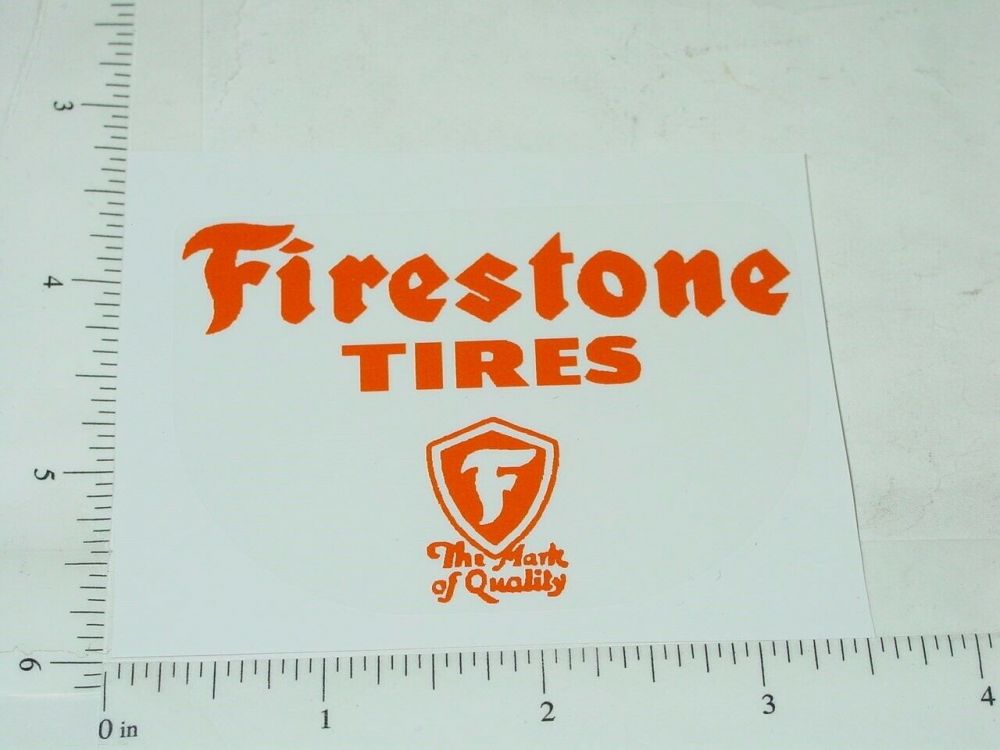 3
4
5
6
Firestone
TIRES
F
The Mark
of Quality
0 in 1 2 3 4